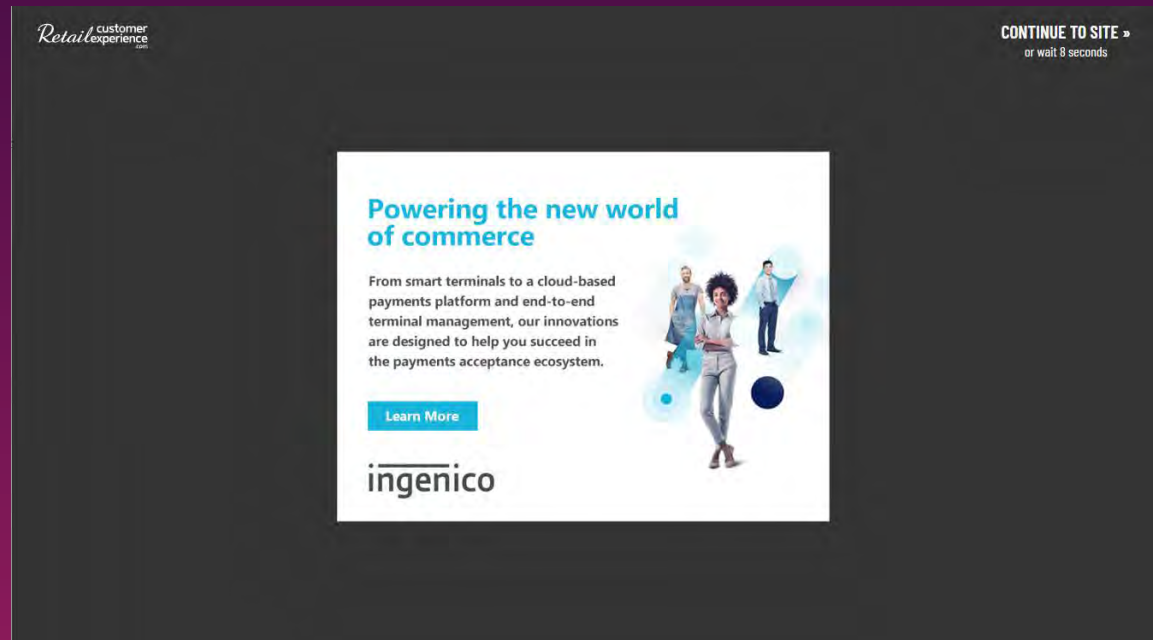 Retail customer
experience
.com
CONTINUE TO SITE »
or wait 8 seconds
Powering the new world
of commerce
From smart terminals to a cloud-based
payments platform and end-to-end
terminal management, our innovations
are designed to help you succeed in
the payments acceptance ecosystem.
Learn More
ingenico